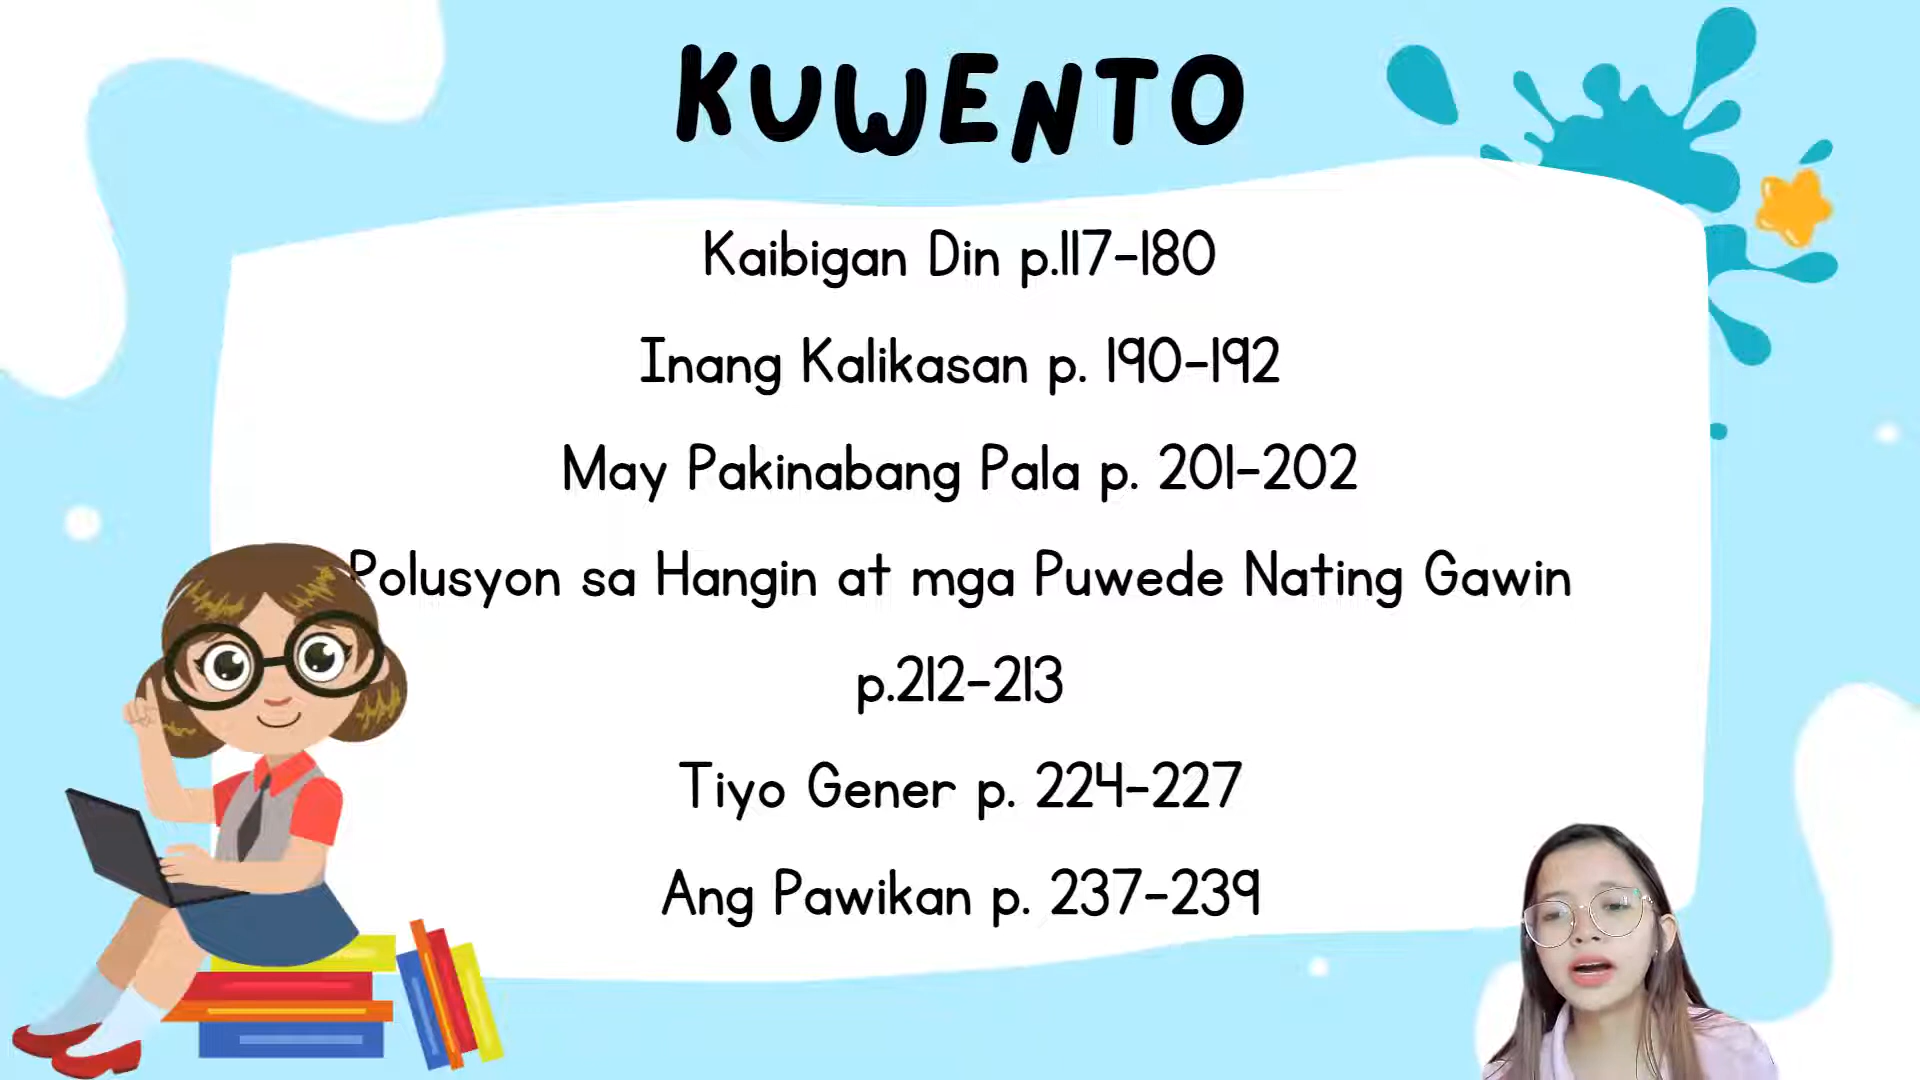 KUWENTO
Kaibigan Din p.117-180
Inang Kalikasan p. 190-192
May Pakinabang Pala p. 201-202
Polusyon sa Hangin at mga Puwede Nating Gawin
p.212-213
Tiyo Gener p. 224-227
Ang Pawikan p. 237-239